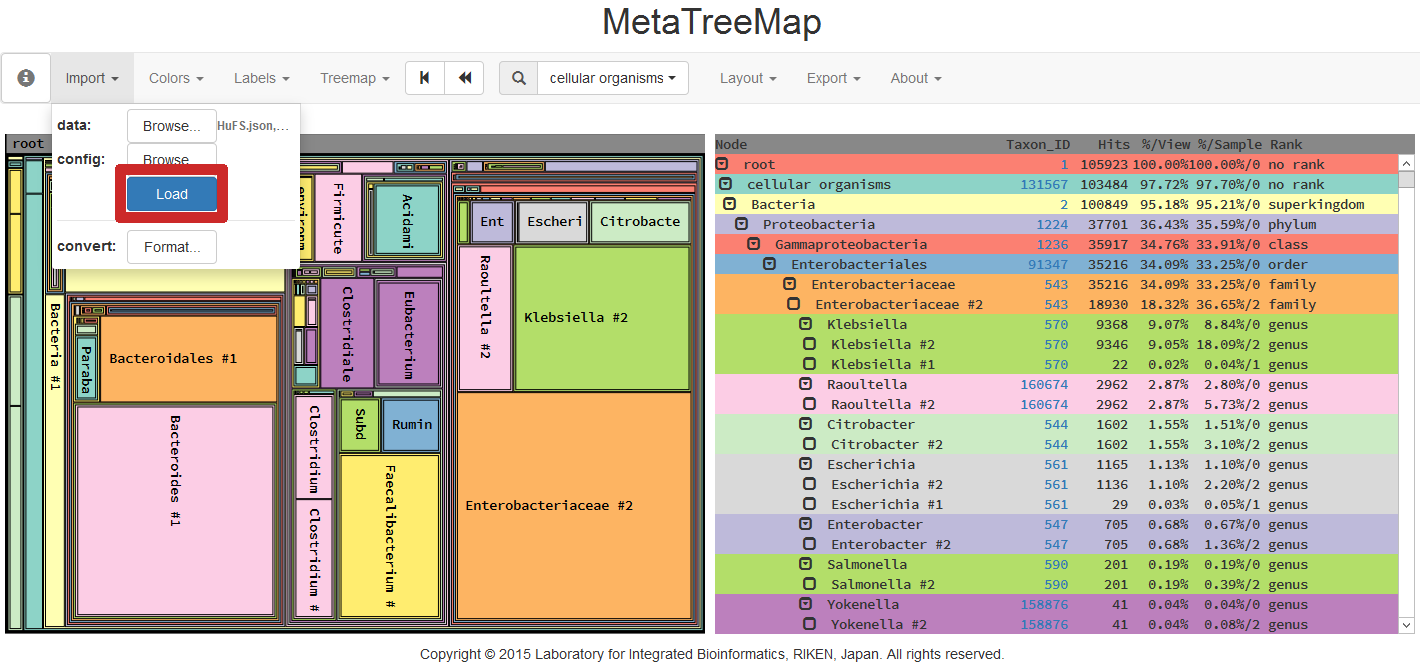 MetaTreeMap
Import Colors Labels Treemap cellular organisms Layout Export About
data: Browse... HuFS.json,...
config: Browse
Load
convert: Format...
root
Firmicute
Acidami
Ent
Escheri
Citrobacte
Raoultella #2
Klebsiella #2
Clostridiale
Eubacterium
Bacteria #1
Paraba
Bacteroidales #1
Bacteroides #1
Clostridium
Clostridium #
Subd
Rumin
Faecalibacterium #
Enterobacteriaceae #2
Node Taxon_ID Hits %/View %/Sample Rank
root 1 105923 100.00%100.00%/0 no rank
cellular organisms 131567 103484 97.72% 97.70%/0 no rank
Bacteria 2 100849 95.18% 95.21%/0 superkingdom
Proteobacteria 1224 37701 36.43% 35.59%/0 phylum
Gammaproteobacteria 1236 35917 34.76% 33.91%/0 class
Enterobacteriales 91347 35216 34.09% 33.25%/0 order
Enterobacteriaceae 543 35216 34.09% 33.25%/0 family
Enterobacteriaceae #2 543 18930 18.32% 36.65%/2 family
Klebsiella 570 9368 9.07% 8.84%/0 genus
Klebsiella #2 570 9346 9.05% 18.09%/2 genus
Klebsiella #1 570 22 0.02% 0.04%/1 genus
Raoultella 160674 2962 2.87% 2.80%/0 genus
Raoultella #2 160674 2962 2.87% 5.73%/2 genus
Citrobacter 544 1602 1.55% 1.51%/0 genus
Citrobacter #2 544 1602 1.55% 3.10%/2 genus
Escherichia 561 1165 1.13% 1.10%/0 genus
Escherichia #2 561 1136 1.10% 2.20%/2 genus
Escherichia #1 561 29 0.03% 0.05%/1 genus
Enterobacter 547 705 0.68% 0.67%/0 genus
Enterobacter #2 547 705 0.68% 1.36%/2 genus
Salmonella 590 201 0.19% 0.19%/0 genus
Salmonella #2 590 201 0.19% 0.39%/2 genus
Yokenella 158876 41 0.04% 0.04%/0 genus
Yokenella #2 158876 41 0.04% 0.08%/2 genus
Copyright © 2015 Laboratory for Integrated Bioinformatics, RIKEN, Japan. All rights reserved.